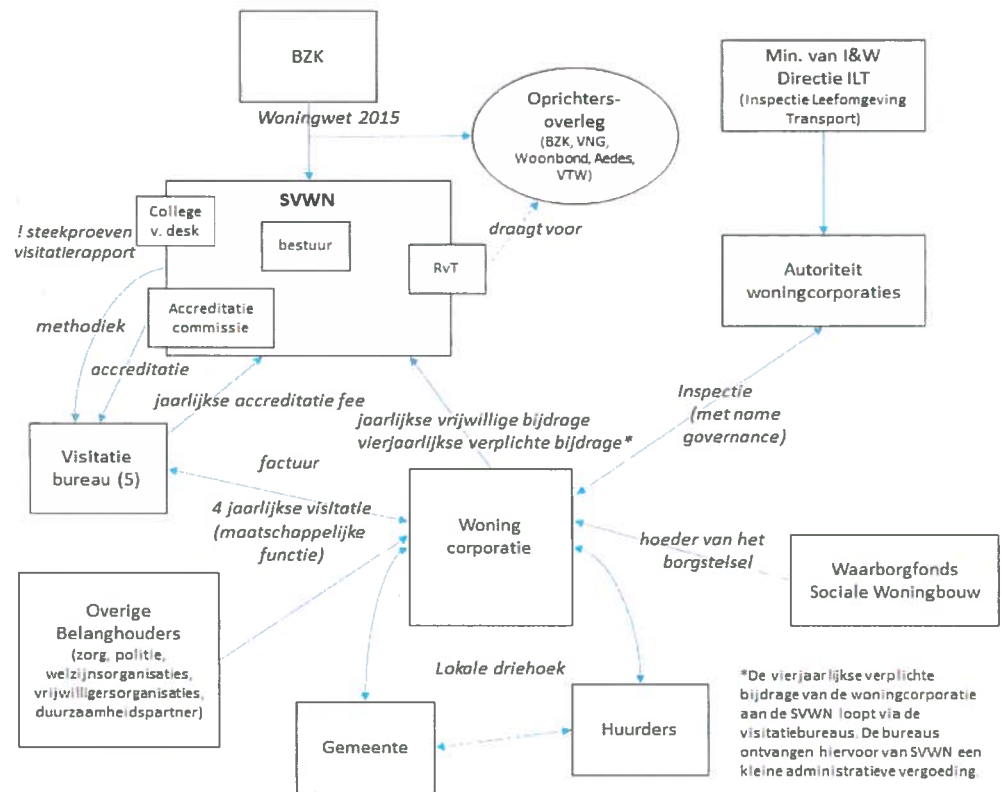 BZK
Min. van I&W
Directie ILT
(Inspectie Leefomgeving
Transport)
Oprichters-
overleg
(BZK, VNG,
Woonbond, Aedes,
VTW)
Woningwet 2015
SVWN
College
v. desk
bestuur
RvT
draagt voor
! steekproeven
visitatierapport
Autoriteit
woningcorporaties
Accreditatie
commissie
methodiek
accreditatie
jaarlijkse accreditatie fee
jaarlijkse vrijwillige bijdrage
vierjaarlijkse verplichte bijdrage*
Inspectie
(met name
governance)
Visitatie
bureau (5)
factuur
4 jaarlijkse visitatie
(maatschappelijke
functie)
Woning
corporatie
hoeder van het
borgstelsel
Waarborgfonds
Sociale Woningbouw
Overige
Belanghouders
(zorg, politie,
welzijnsorganisaties,
vrijwilligersorganisaties,
duurzaamheidspartner)
Lokale driehoek
Gemeente
Huurders
*De vierjaarlijkse verplichte
bijdrage van de woningcorporatie
aan de SVWN loopt via de
visitatiebureaus. De bureaus
ontvangen hiervoor van SVWN een
kleine administratieve vergoeding.